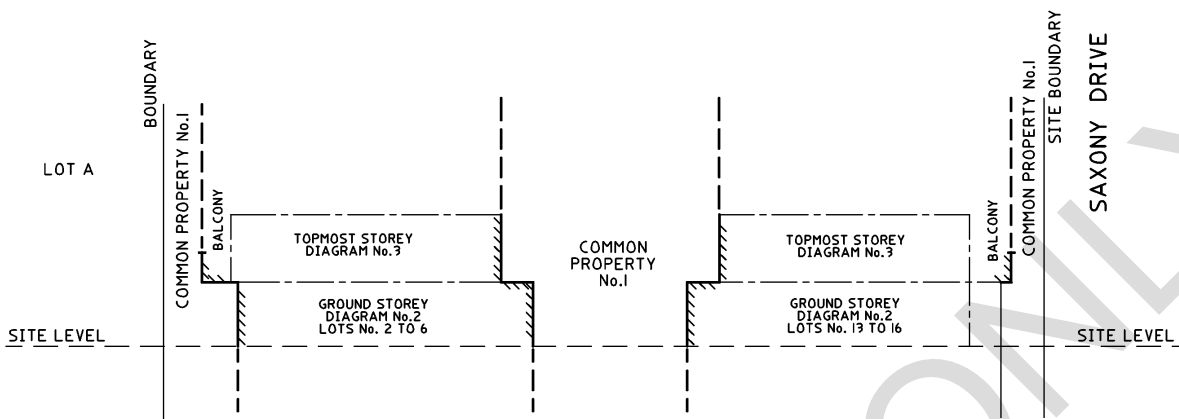 LOT A
BOUNDARY
COMMON PROPERTY No.1
BALCONY
TOPMOST STOREY
DIAGRAM No.3
GROUND STOREY
DIAGRAM No.2
LOTS No. 2 TO 6
COMMON
PROPERTY
No.1
TOPMOST STOREY
DIAGRAM No.3
GROUND STOREY
DIAGRAM No.2
LOTS No. 13 TO 16
BALCONY
COMMON PROPERTY No.1
SITE BOUNDARY
SAXONY DRIVE
SITE LEVEL
SITE LEVEL
ONLY